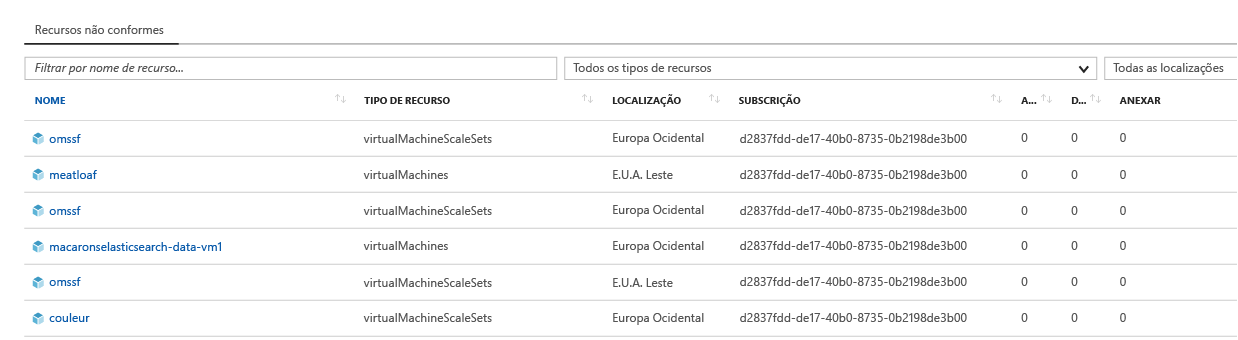 Recursos não conformes
Filtrar por nome de recurso... Todos os tipos de recursos Todas as localizações
NOME TIPO DE RECURSO LOCALIZAÇÃO SUBSCRIÇÃO A... D... ANEXAR
omssf virtualMachineScaleSets Europa Ocidental d2837fdd-de17-40b0-8735-0b2198de3b00 0 0 0
meatloaf virtualMachines E.U.A. Leste d2837fdd-de17-40b0-8735-0b2198de3b00 0 0 0
omssf virtualMachineScaleSets Europa Ocidental d2837fdd-de17-40b0-8735-0b2198de3b00 0 0 0
macaronselasticsearch-data-vm1 virtualMachines Europa Ocidental d2837fdd-de17-40b0-8735-0b2198de3b00 0 0 0
omssf virtualMachineScaleSets E.U.A. Leste d2837fdd-de17-40b0-8735-0b2198de3b00 0 0 0
couleur virtualMachineScaleSets Europa Ocidental d2837fdd-de17-40b0-8735-0b2198de3b00 0 0 0